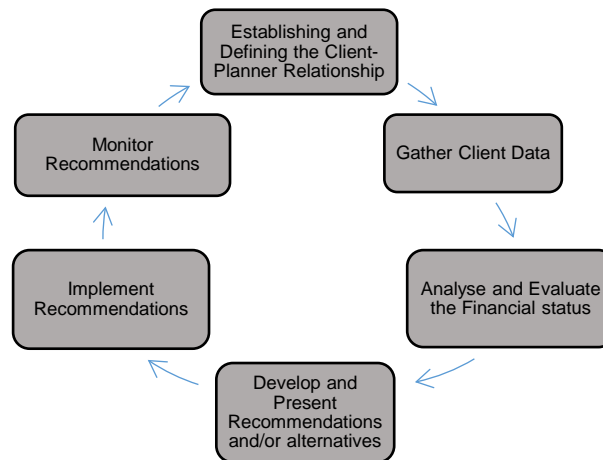 Establishing and
Defining the Client-
Planner Relationship
Gather Client Data
Analyse and Evaluate
the Financial status
Develop and
Present
Recommendations
and/or alternatives
Implement
Recommendations
Monitor
Recommendations